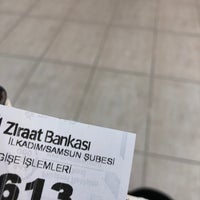 Ziraat Bankası
İLKADIM/SAMSUN ŞUBESİ
GİŞE İŞLEMLERİ
613